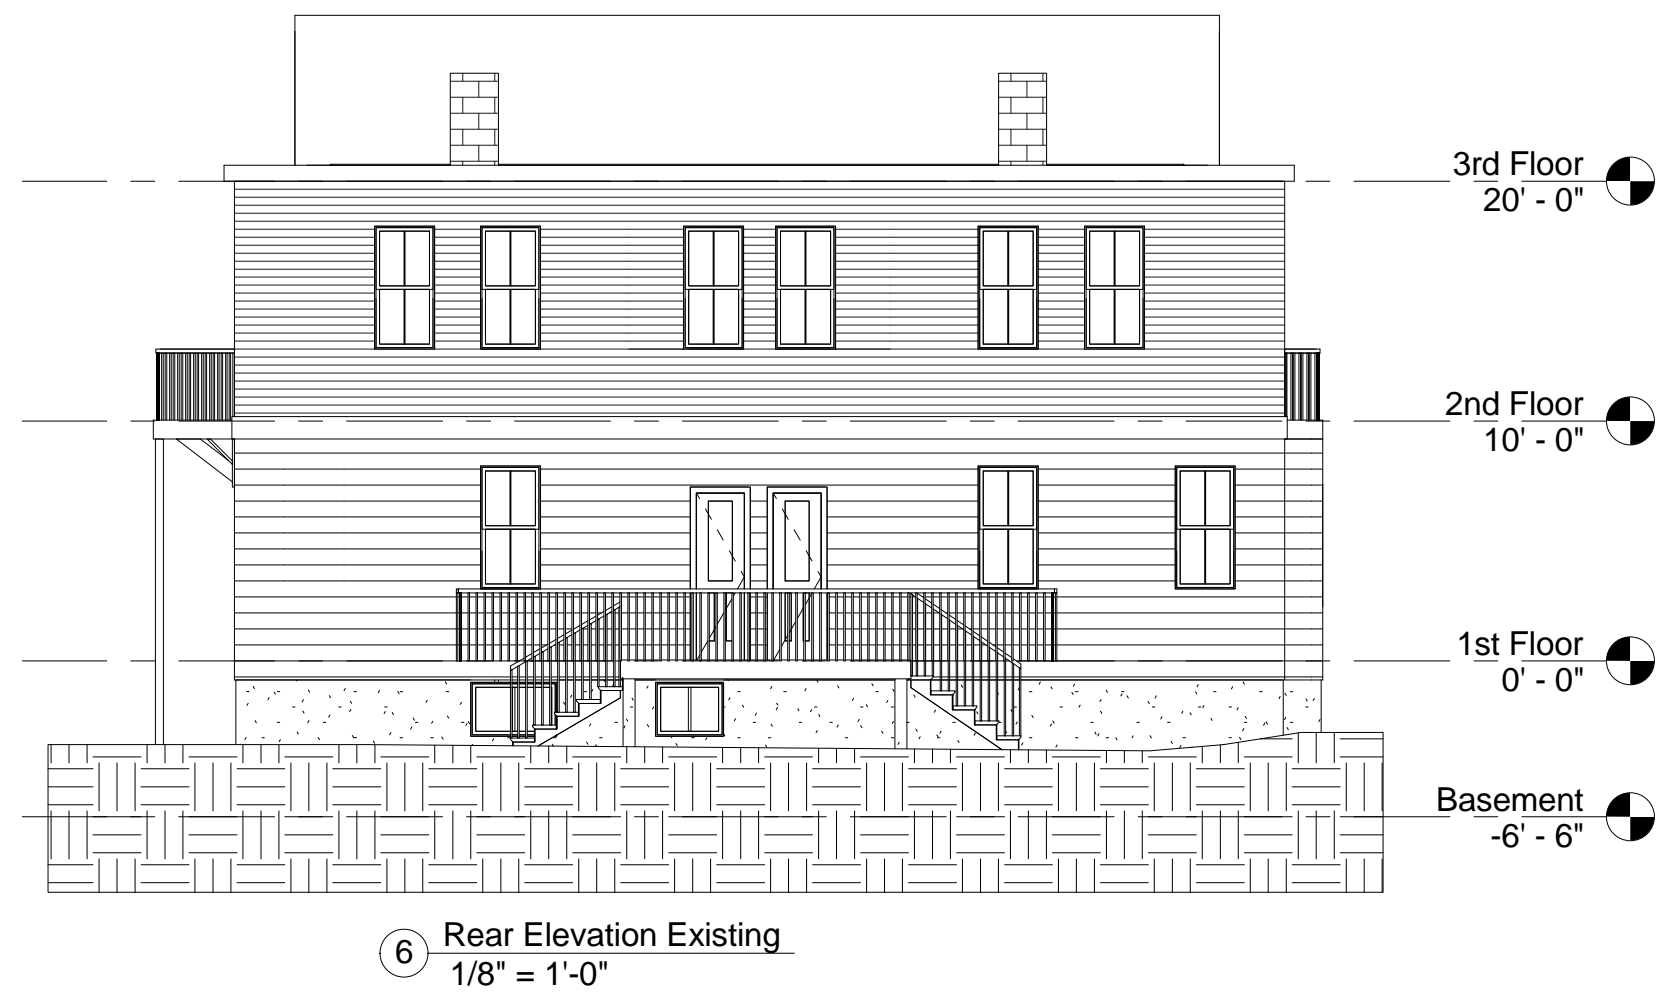 3rd Floor
20' - 0"
2nd Floor
10' - 0"
1st Floor
0' - 0"
Basement
-6' - 6"
6
Rear Elevation Existing
1/8" = 1'-0"